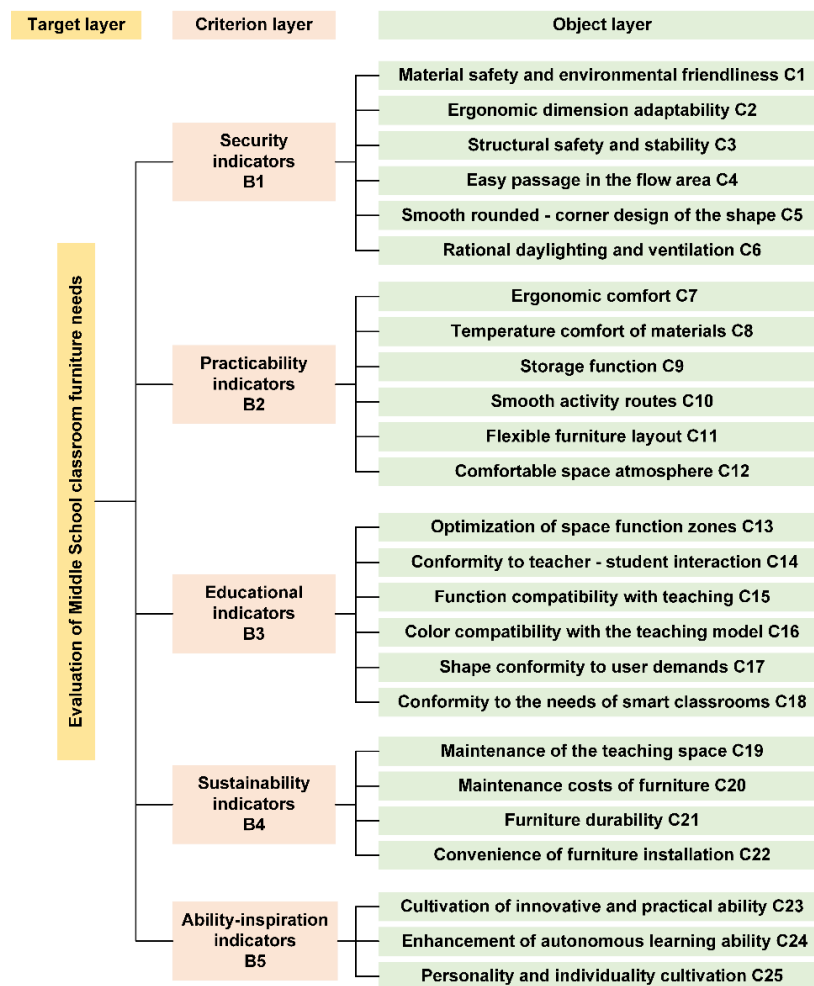 Target layer
Criterion layer
Object layer
Evaluation of Middle School classroom furniture needs
Security
indicators
B1
Material safety and environmental friendliness C1
Ergonomic dimension adaptability C2
Structural safety and stability C3
Easy passage in the flow area C4
Smooth rounded - corner design of the shape C5
Rational daylighting and ventilation C6
Practicability
indicators
B2
Ergonomic comfort C7
Temperature comfort of materials C8
Storage function C9
Smooth activity routes C10
Flexible furniture layout C11
Comfortable space atmosphere C12
Educational
indicators
B3
Optimization of space function zones C13
Conformity to teacher - student interaction C14
Function compatibility with teaching C15
Color compatibility with the teaching model C16
Shape conformity to user demands C17
Conformity to the needs of smart classrooms C18
Sustainability
indicators
B4
Maintenance of the teaching space C19
Maintenance costs of furniture C20
Furniture durability C21
Convenience of furniture installation C22
Ability-inspiration
indicators
B5
Cultivation of innovative and practical ability C23
Enhancement of autonomous learning ability C24
Personality and individuality cultivation C25